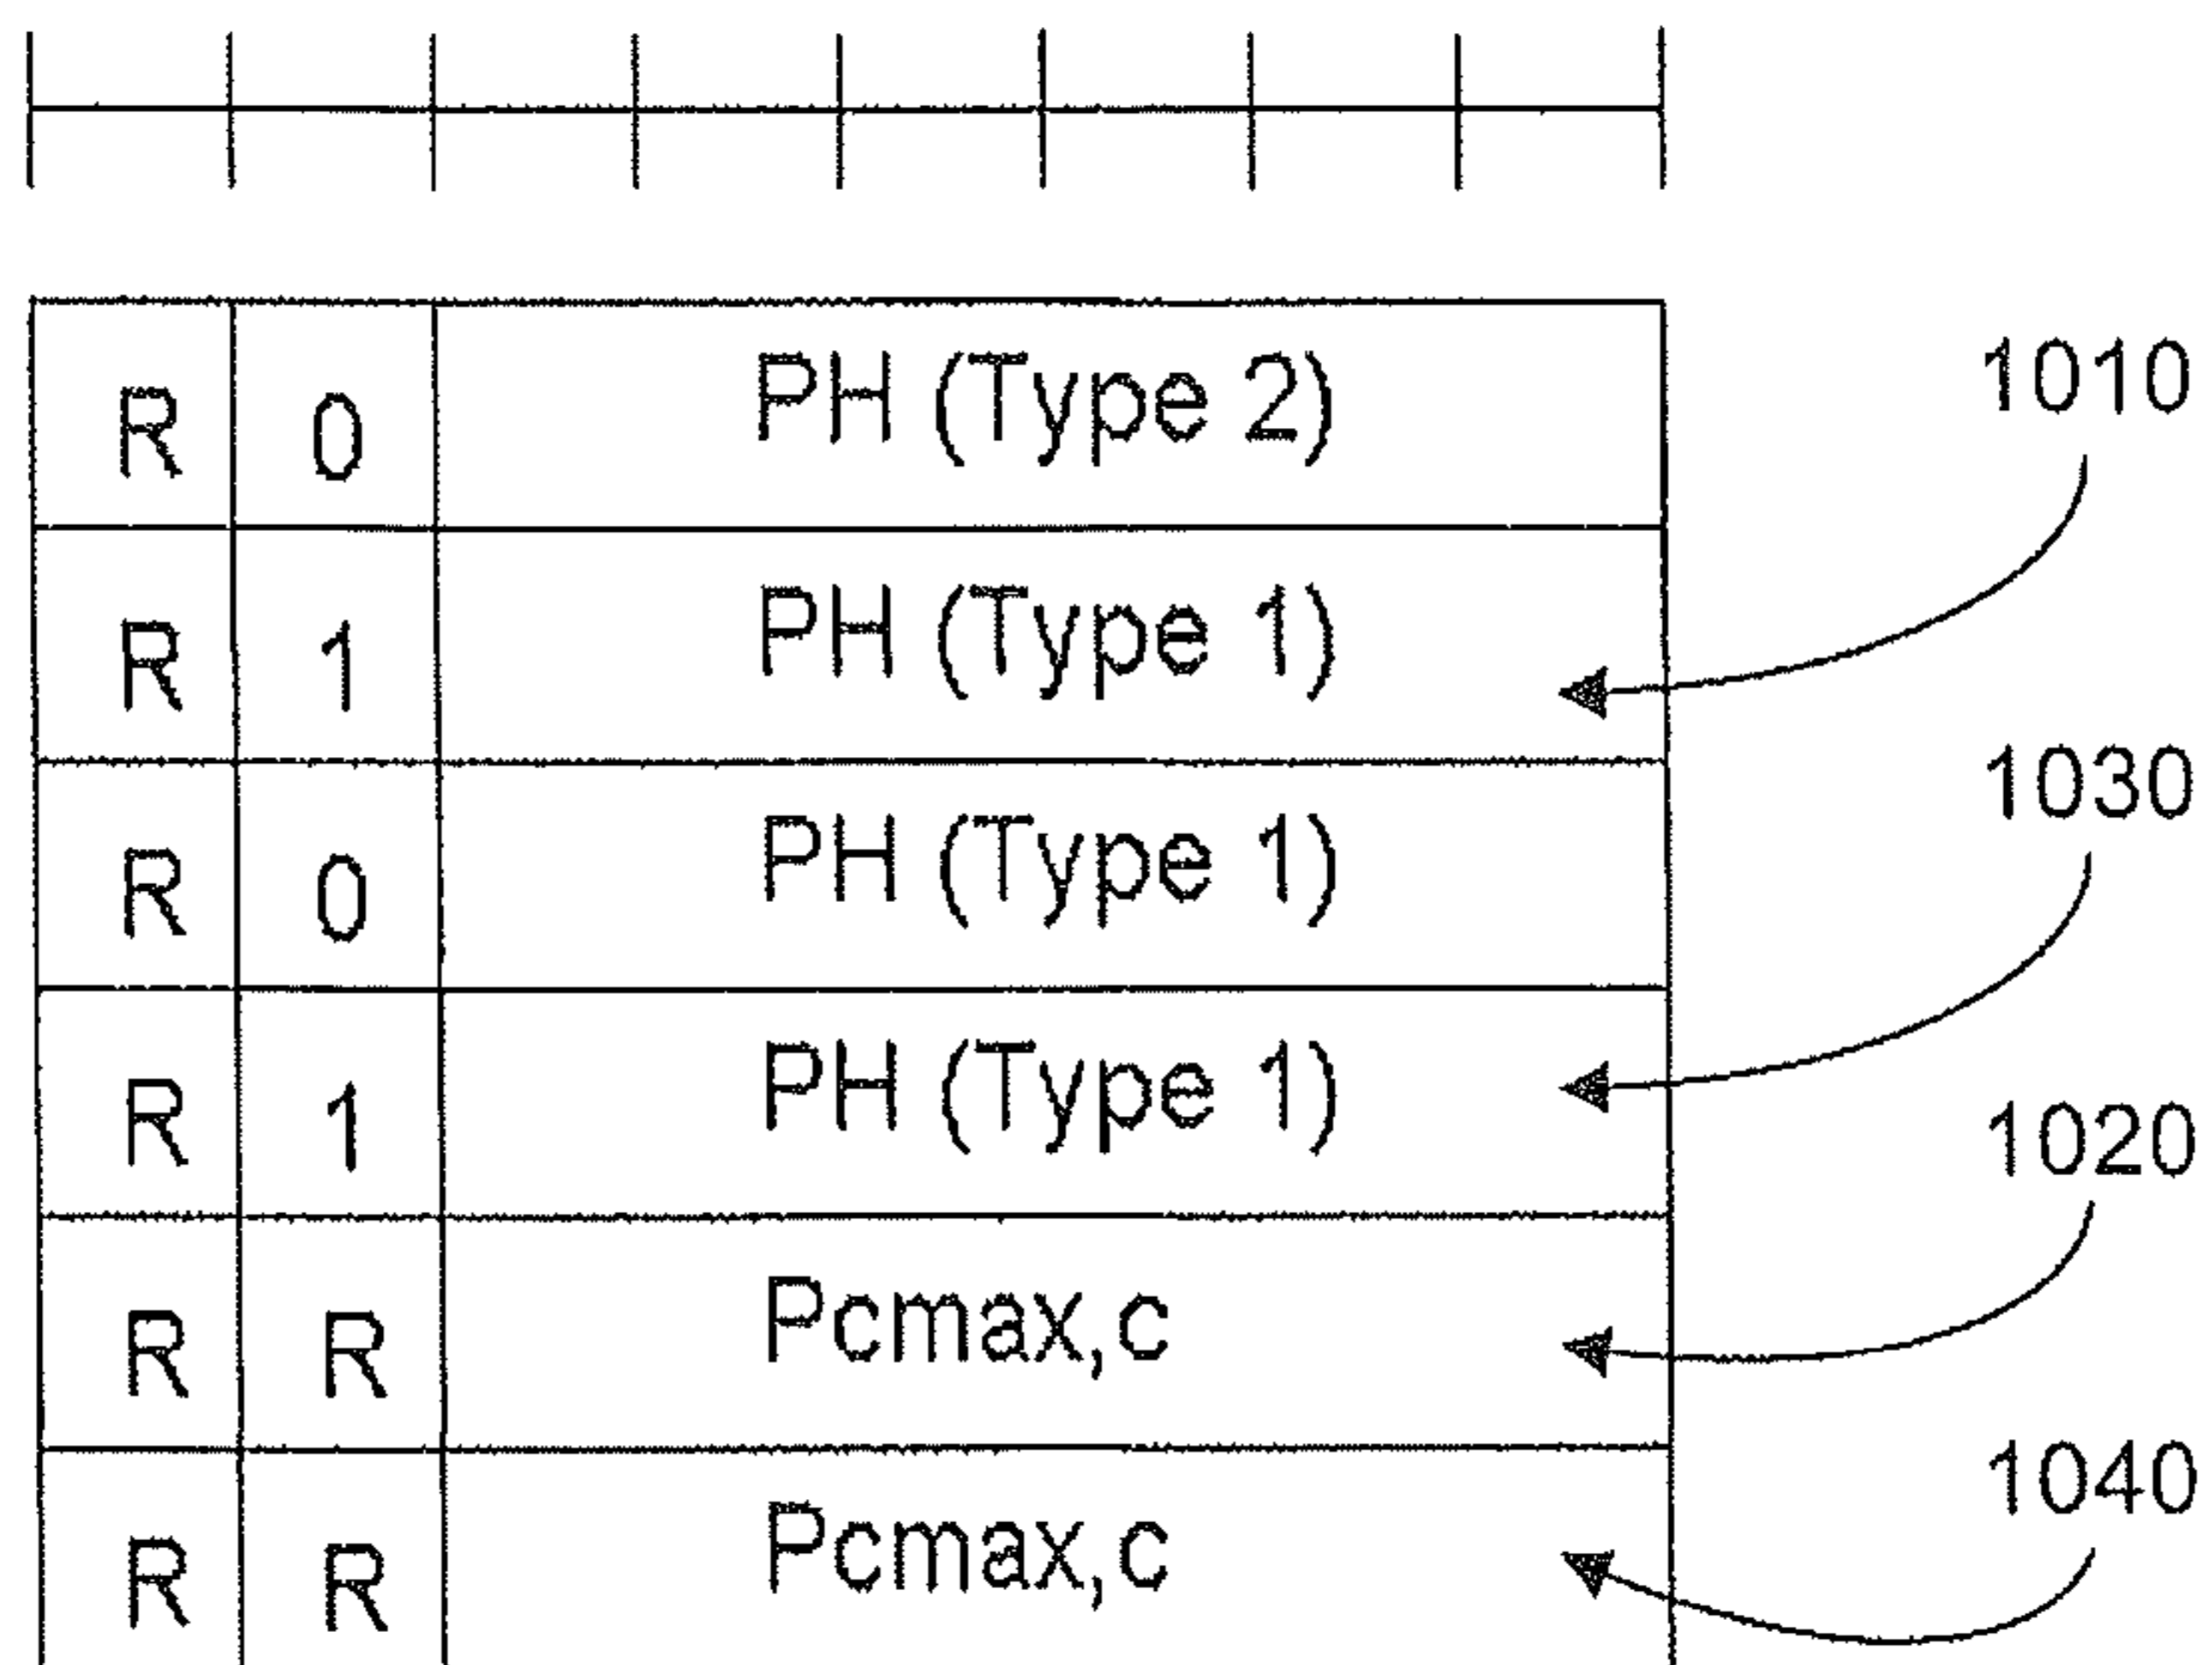 R 0 PH (Type 2) 1010
R 1 PH (Type 1)
R 0 PH (Type 1) 1030
R 1 PH (Type 1) 1020
R R Pcmax,c
R R Pcmax,c 1040